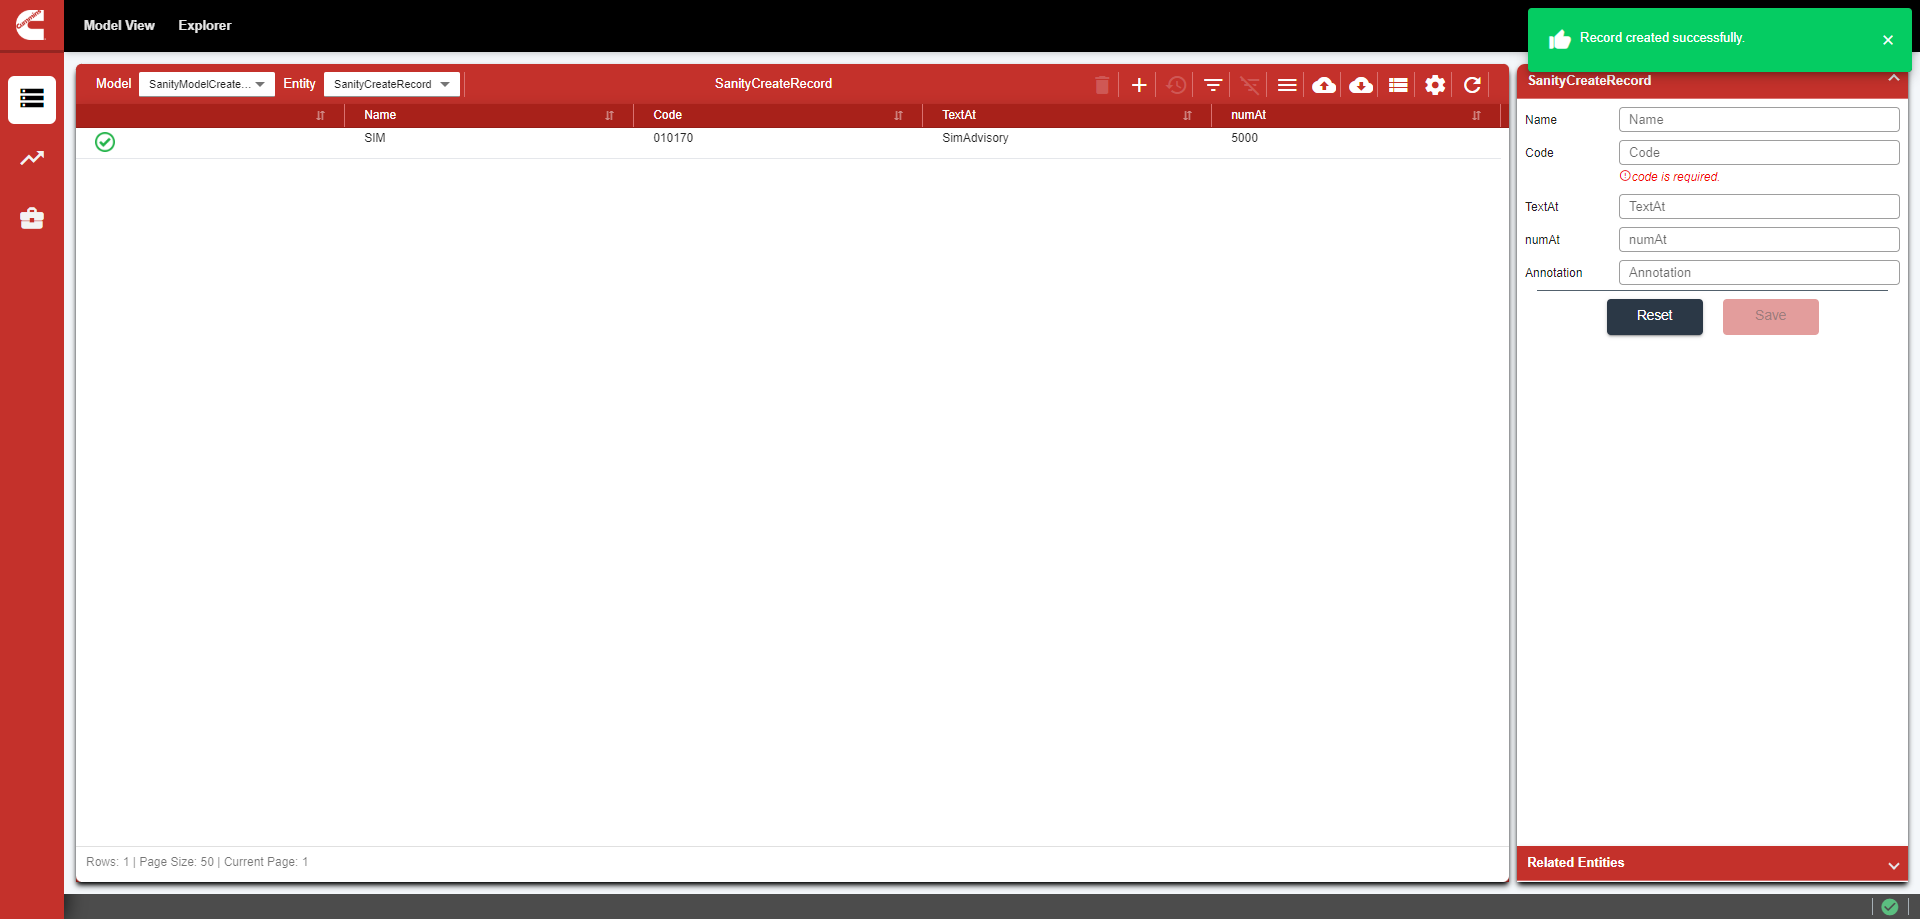 Cummins
Model View
Explorer
Record created successfully.
Model
SanityModelCreate...
Entity
SanityCreateRecord
SanityCreateRecord
Name
Code
TextAt
numAt
SIM
010170
SimAdvisory
5000
Rows: 1 | Page Size: 50 | Current Page: 1
SanityCreateRecord
Name
Name
Code
Code
code is required.
TextAt
TextAt
numAt
numAt
Annotation
Annotation
Reset
Save
Related Entities